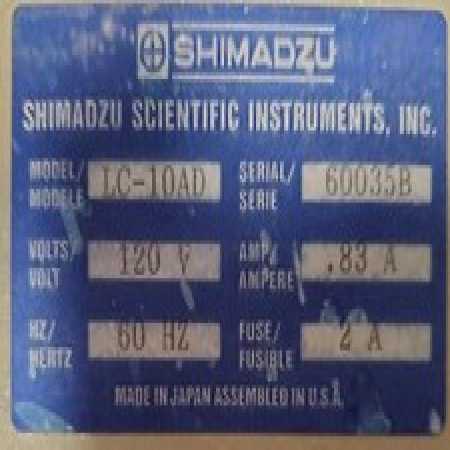 SHIMADZU
SHIMADZU SCIENTIFIC INSTRUMENTS, INC.
MODEL/ MODELE LC-10AD SERIAL/ SERIE 60035B
VOLTS/ VOLT 120 V AMP/ AMPERE .83 A
HZ/ HERTZ 60 HZ FUSE/ FUSIBLE 2 A
MADE IN JAPAN ASSEMBLED IN U.S.A.